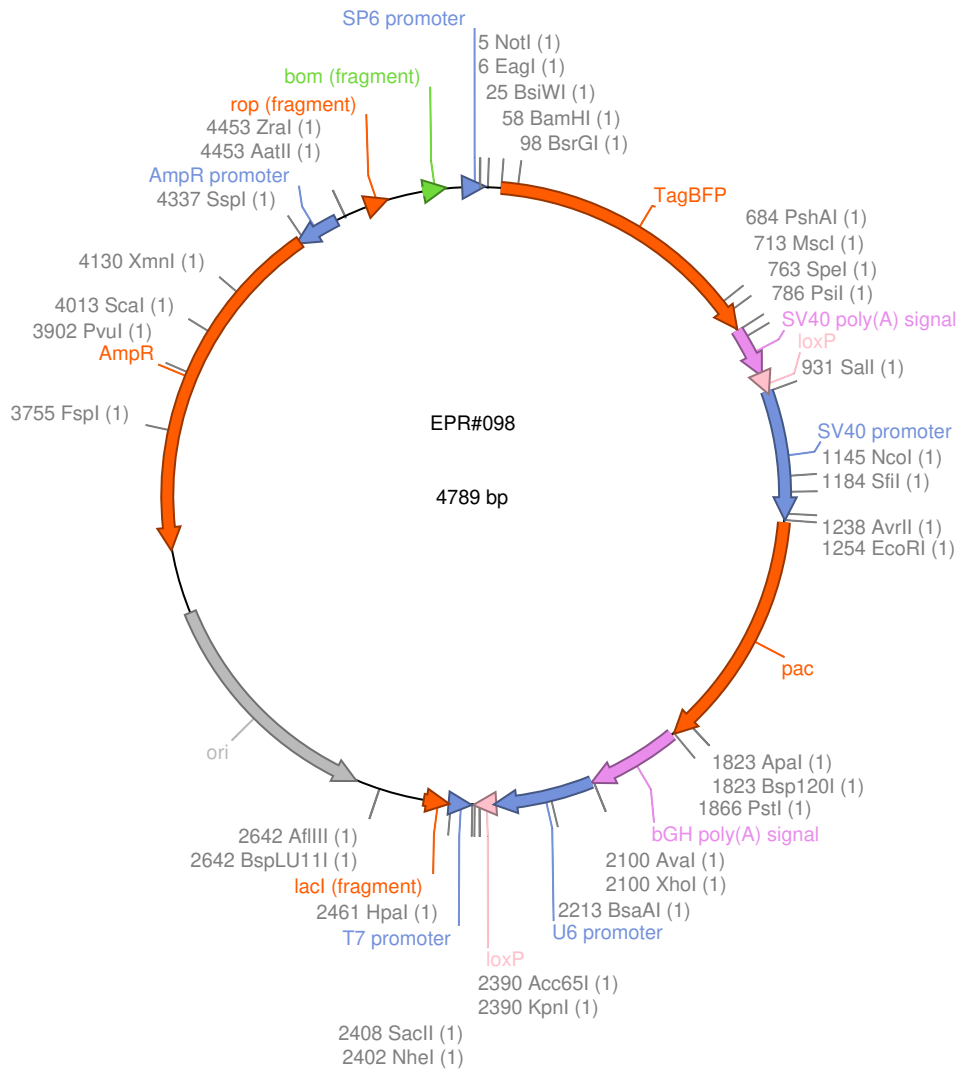 SP6 promoter
5 NotI (1)
6 EagI (1)
bom (fragment)
25 BsiWI (1)
rop (fragment)
58 BamHI (1)
4453 ZraI (1)
98 BsrGI (1)
4453 AatII (1)
AmpR promoter
TagBFP
4337 SspI (1)
684 PshAI (1)
713 MscI (1)
4130 XmnI (1)
763 SpeI (1)
786 PsiI (1)
4013 ScaI (1)
SV40 poly(A) signal
3902 PvuI (1)
loxP
AmpR
931 SalI (1)
3755 FspI (1)
EPR#098
SV40 promoter
1145 NcoI (1)
1184 SfiI (1)
4789 bp
1238 AvrII (1)
1254 EcoRI (1)
pac
ori
1823 ApaI (1)
1823 Bsp120I (1)
1866 PstI (1)
2642 AflIII (1)
bGH poly(A) signal
2642 BspLU11I (1)
2100 AvaI (1)
lacI (fragment)
2100 XhoI (1)
2461 HpaI (1)
2213 BsaAI (1)
T7 promoter
U6 promoter
loxP
2390 Acc65I (1)
2390 KpnI (1)
2408 SacII (1)
2402 NheI (1)